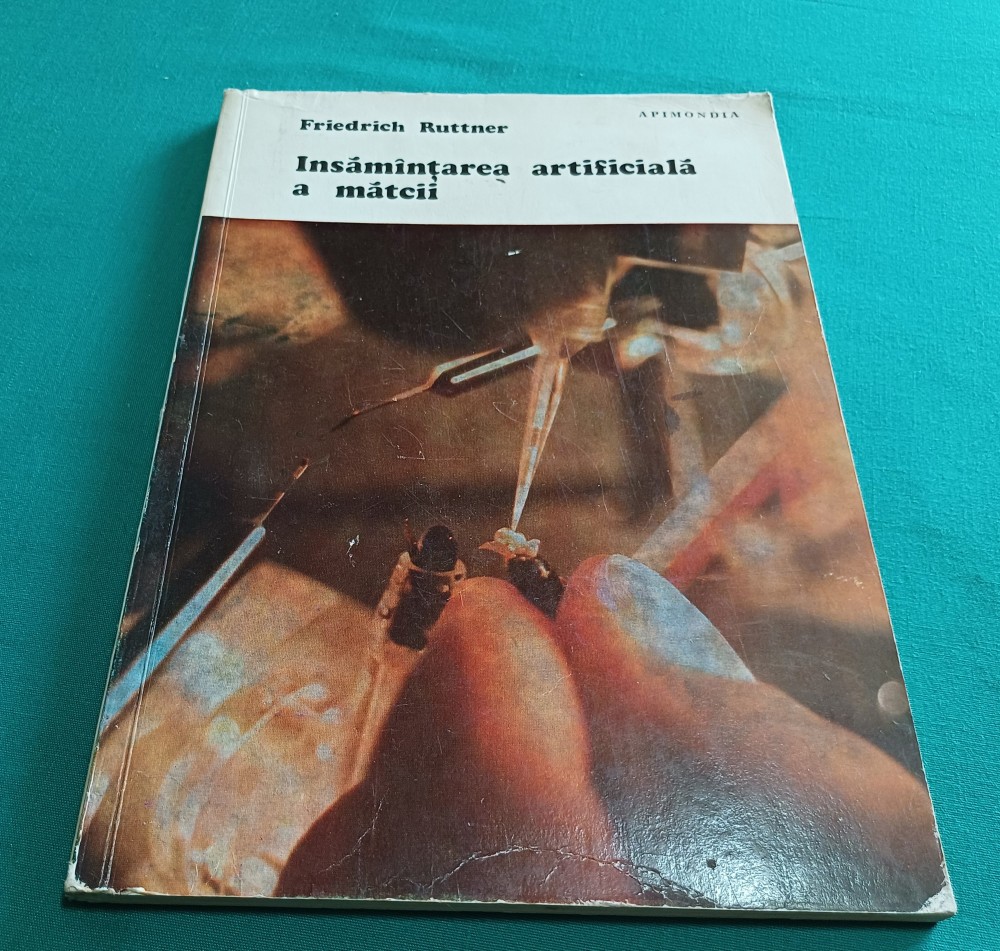 APIMONDIA
Friedrich Ruttner
Insămînțarea artificială
a mătcii